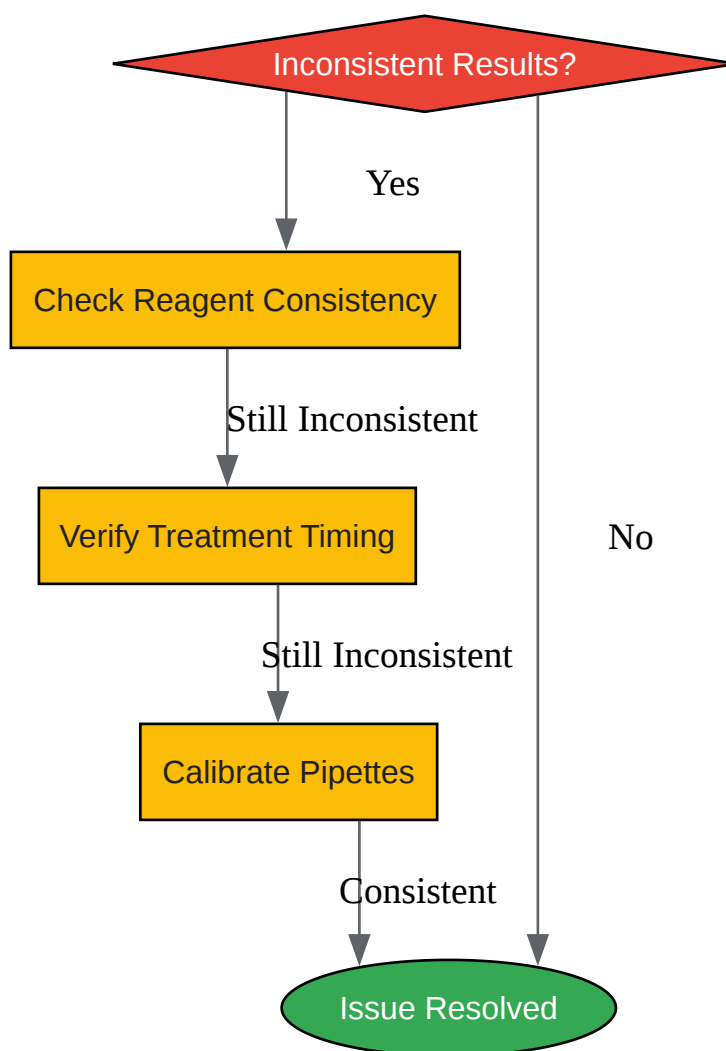 Inconsistent Results?
Yes
Check Reagent Consistency
Still Inconsistent
Verify Treatment Timing
No
Still Inconsistent
Calibrate Pipettes
Consistent
Issue Resolved